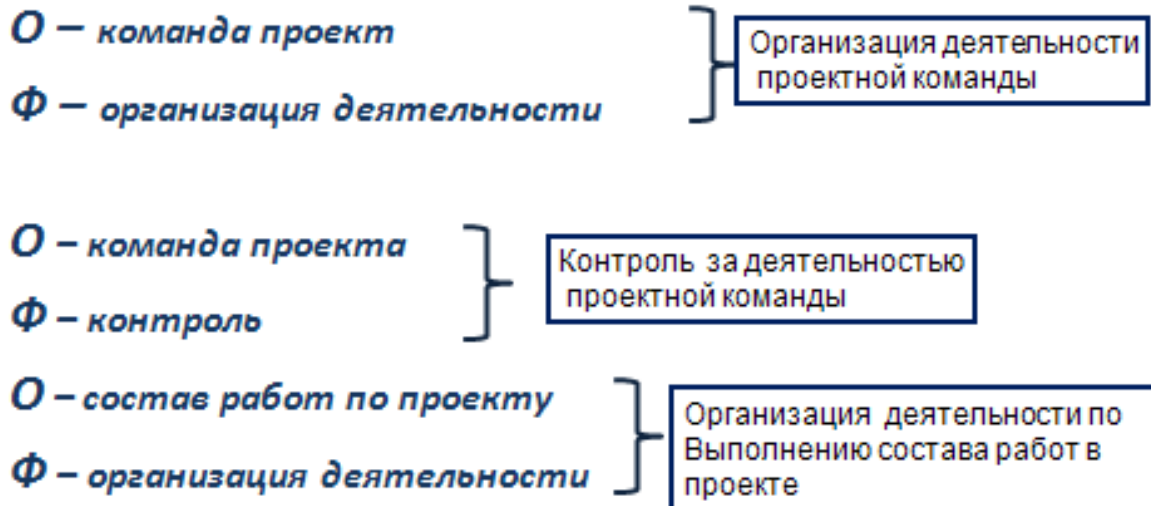 О – команда проект
Ф – организация деятельности
Организация деятельности
проектной команды
О – команда проекта
Ф – контроль
Контроль за деятельностью
проектной команды
О – состав работ по проекту
Ф – организация деятельности
Организация деятельности по
Выполнению состава работ в
проекте